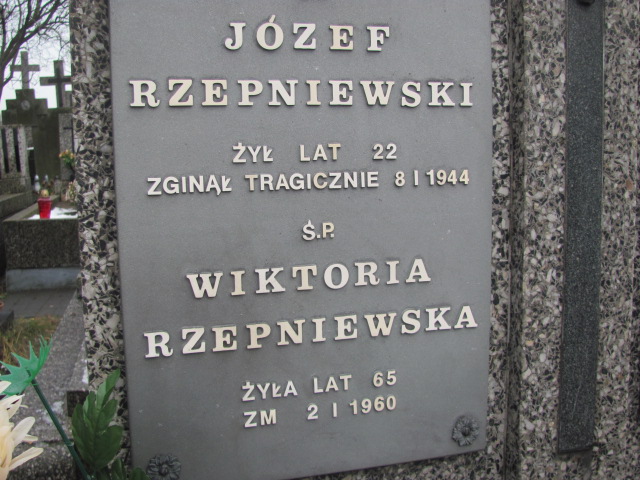 JÓZEF
RZEPNIEWSKI
ŻYŁ LAT 22
ZGINĄŁ TRAGICZNIE 8 I 1944
Ś.P.
WIKTORIA
RZEPNIEWSKA
ŻYŁA LAT 65
ZM 2 I 1960